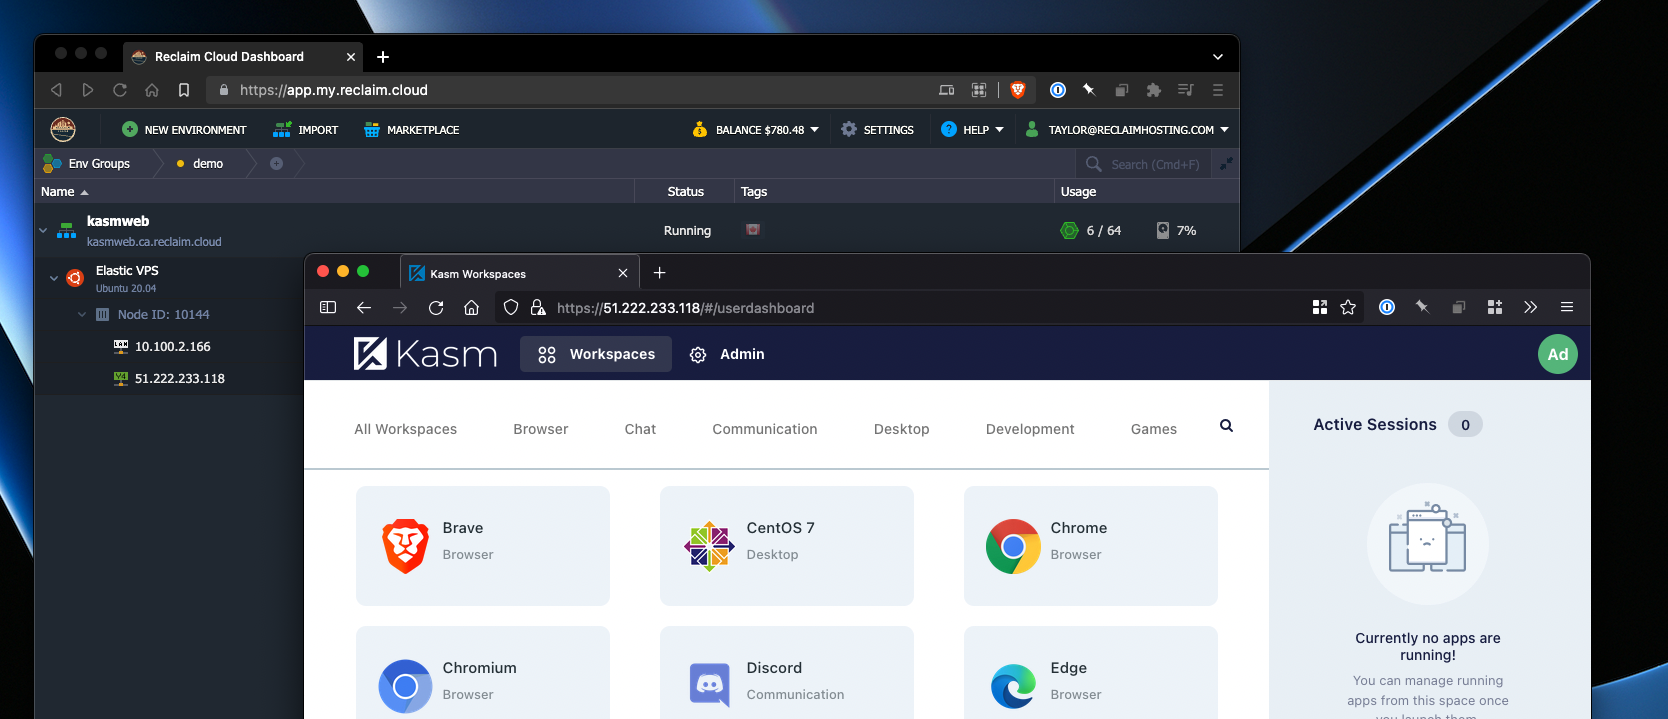 Reclaim Cloud Dashboard
https://app.my.reclaim.cloud
NEW ENVIRONMENT
IMPORT
MARKETPLACE
BALANCE $780.48
SETTINGS
HELP
TAYLOR@RECLAIMHOSTING.COM
Env Groups
demo
Search (Cmd+F)
Name
Status
Tags
Usage
kasmweb
kasmweb.ca.reclaim.cloud
Running
6 / 64
7%
Elastic VPS
Ubuntu 20.04
Node ID: 10144
LAN
10.100.2.166
V4
51.222.233.118
Kasm Workspaces
https://51.222.233.118/#/userdashboard
Kasm
Workspaces
Admin
Ad
All Workspaces
Browser
Chat
Communication
Desktop
Development
Games
Active Sessions
0
Brave
Browser
CentOS 7
Desktop
Chrome
Browser
Chromium
Browser
Discord
Communication
Edge
Browser
Currently no apps are
running!
You can manage running
apps from this space once
you launch them.